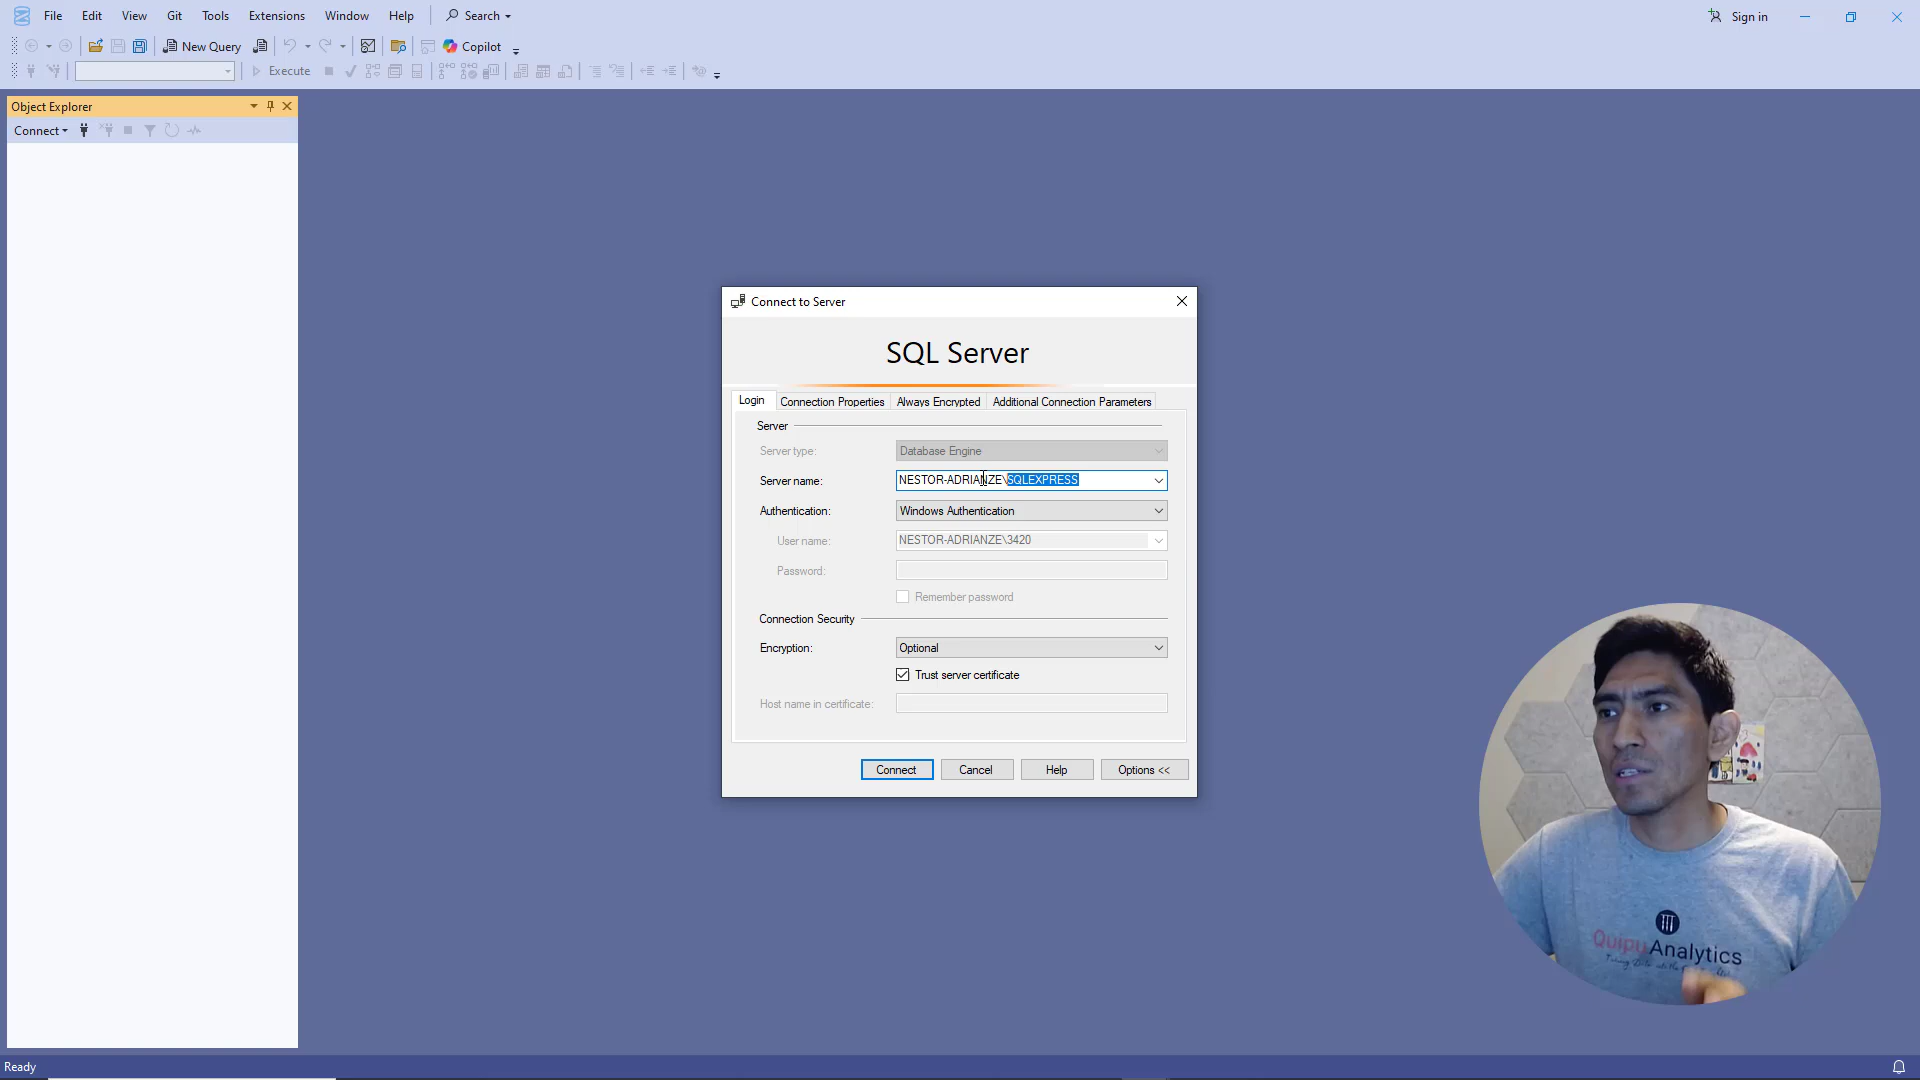 File Edit View Git Tools Extensions Window Help Search Sign in
New Query Copilot
Execute
Object Explorer
Connect
Connect to Server
SQL Server
Login Connection Properties Always Encrypted Additional Connection Parameters
Server
Server type: Database Engine
Server name: NESTOR-ADRIANZE\SQLEXPRESS
Authentication: Windows Authentication
User name: NESTOR-ADRIANZE\3420
Password:
Remember password
Connection Security
Encryption: Optional
Trust server certificate
Host name in certificate:
Connect Cancel Help Options <<
Quipu Analytics
Ready